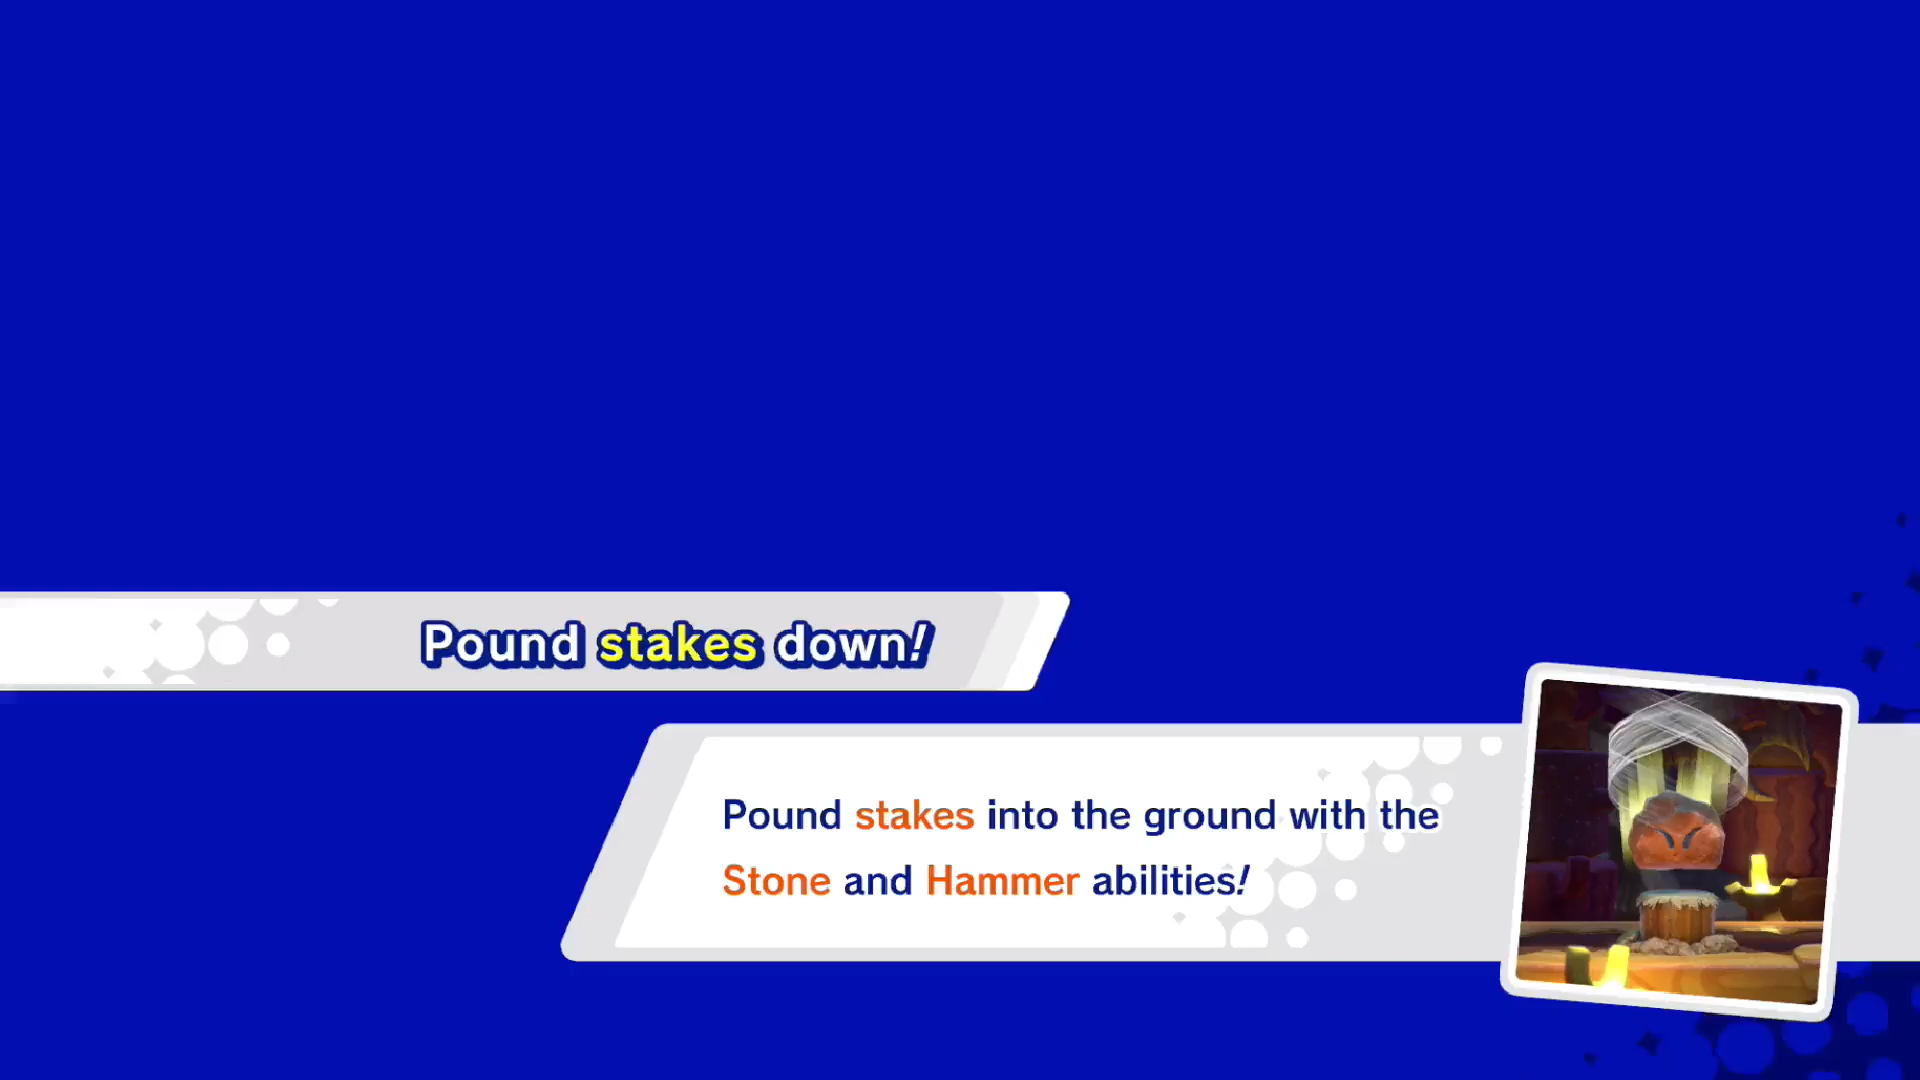 Pound stakes down!
Pound stakes into the ground with the
Stone and Hammer abilities!